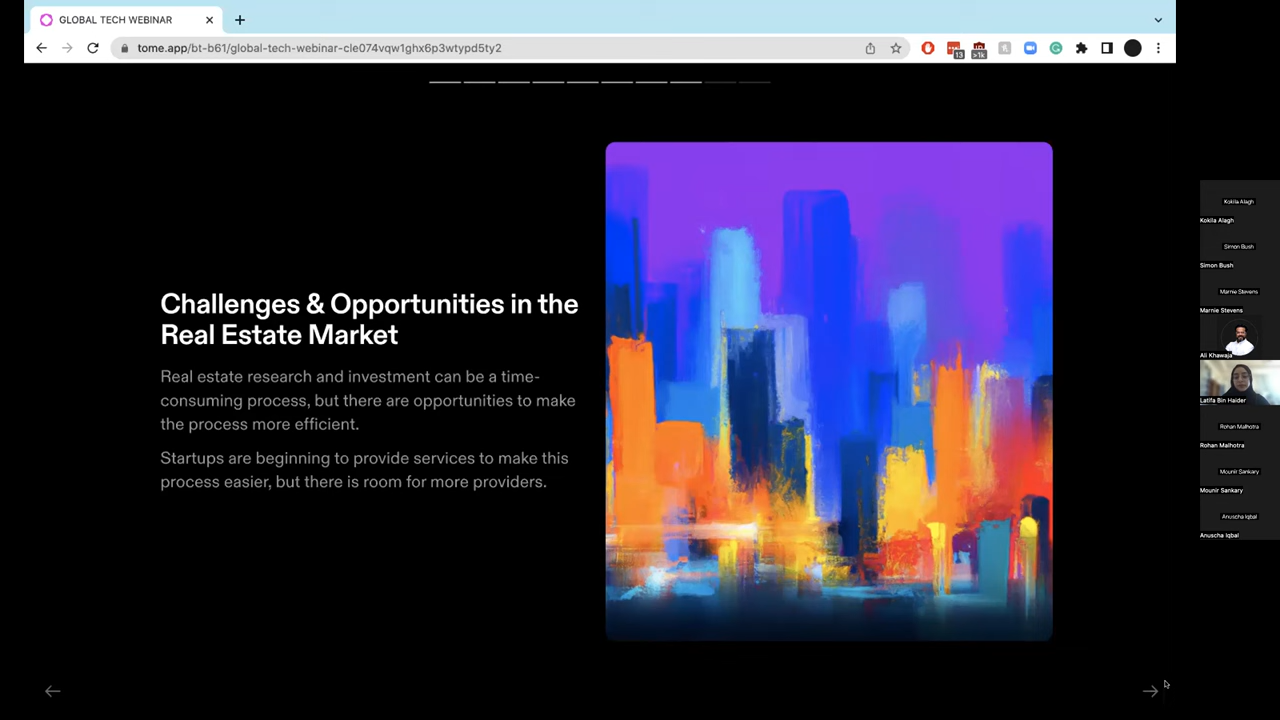 GLOBAL TECH WEBINAR
tome.app/bt-b61/global-tech-webinar-cle074vqw1ghx6p3wtypd5ty2
13
>1k
Challenges & Opportunities in the
Real Estate Market
Real estate research and investment can be a time-
consuming process, but there are opportunities to make
the process more efficient.
Startups are beginning to provide services to make this
process easier, but there is room for more providers.
Kokila Alagh
Kokila Alagh
Simon Bush
Simon Bush
Marnie Stevens
Marnie Stevens
Ali Khawaja
Latifa Bin Haider
Rohan Malhotra
Rohan Malhotra
Mounir Sankary
Mounir Sankary
Anuscha Iqbal
Anuscha Iqbal